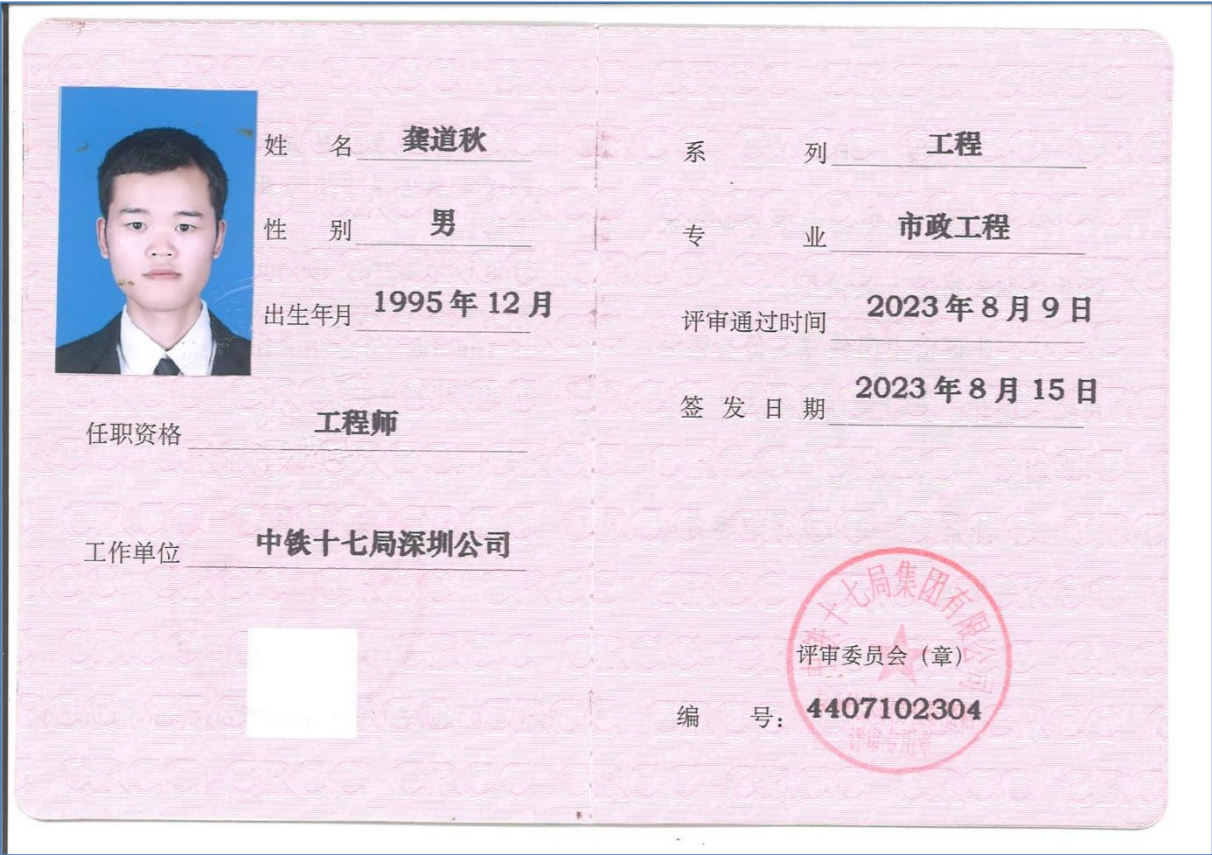 姓 名 龚道秋
性 别 男
出生年月 1995年12月
任职资格 工程师
工作单位 中铁十七局深圳公司
系 列 工程
专 业 市政工程
评审通过时间 2023年8月9日
签发日期 2023年8月15日
中铁十七局集团有限公司
评审委员会（章）
编 号：4407102304
评审专用章